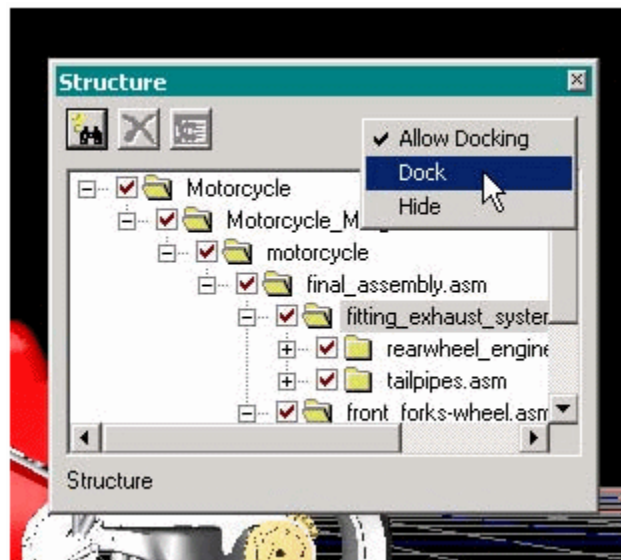 Structure
Allow Docking
Dock
Hide
Motorcycle
Motorcycle_M
motorcycle
final_assembly.asm
fitting_exhaust_syster
rearwheel_engine
tailpipes.asm
front_forks-wheel.asm
Structure